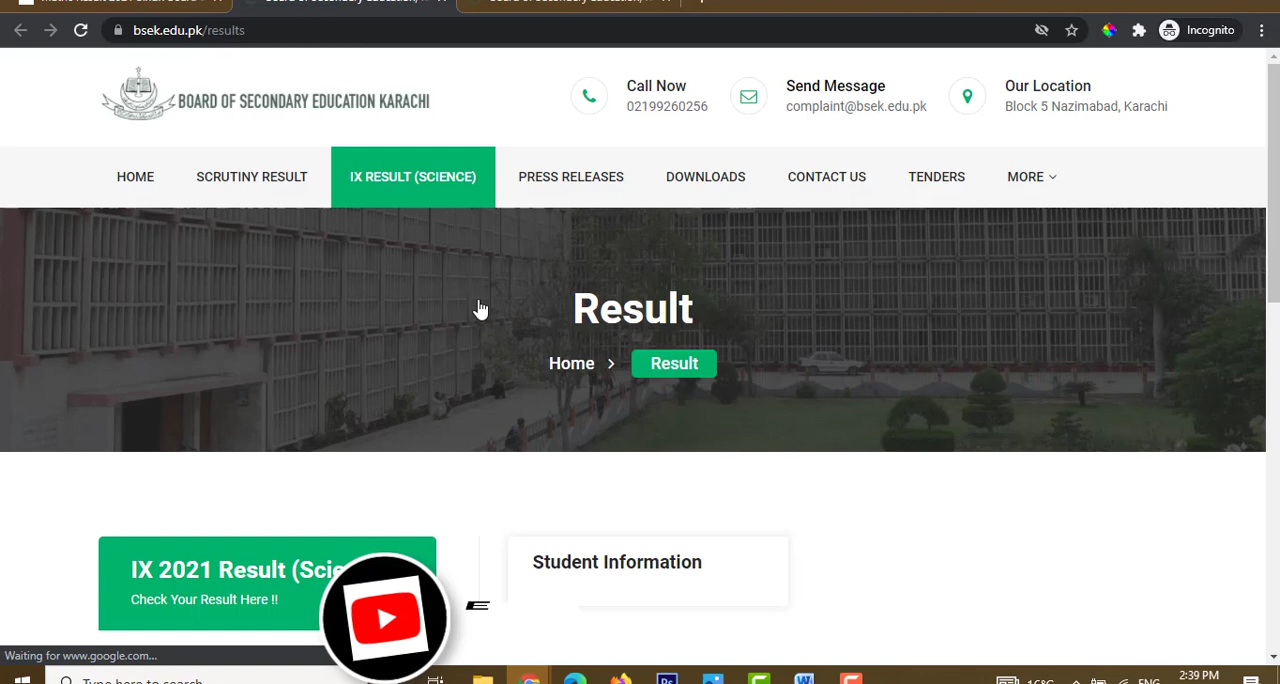 bsek.edu.pk/results
Incognito
BOARD OF SECONDARY EDUCATION KARACHI
Call Now
02199260256
Send Message
complaint@bsek.edu.pk
Our Location
Block 5 Nazimabad, Karachi
HOME
SCRUTINY RESULT
IX RESULT (SCIENCE)
PRESS RELEASES
DOWNLOADS
CONTACT US
TENDERS
MORE
Result
Home
Result
IX 2021 Result (Scie
Check Your Result Here !!
Student Information
E
Waiting for www.google.com...
Type here to search
Ps
W
16°C
ENG
2:39 PM